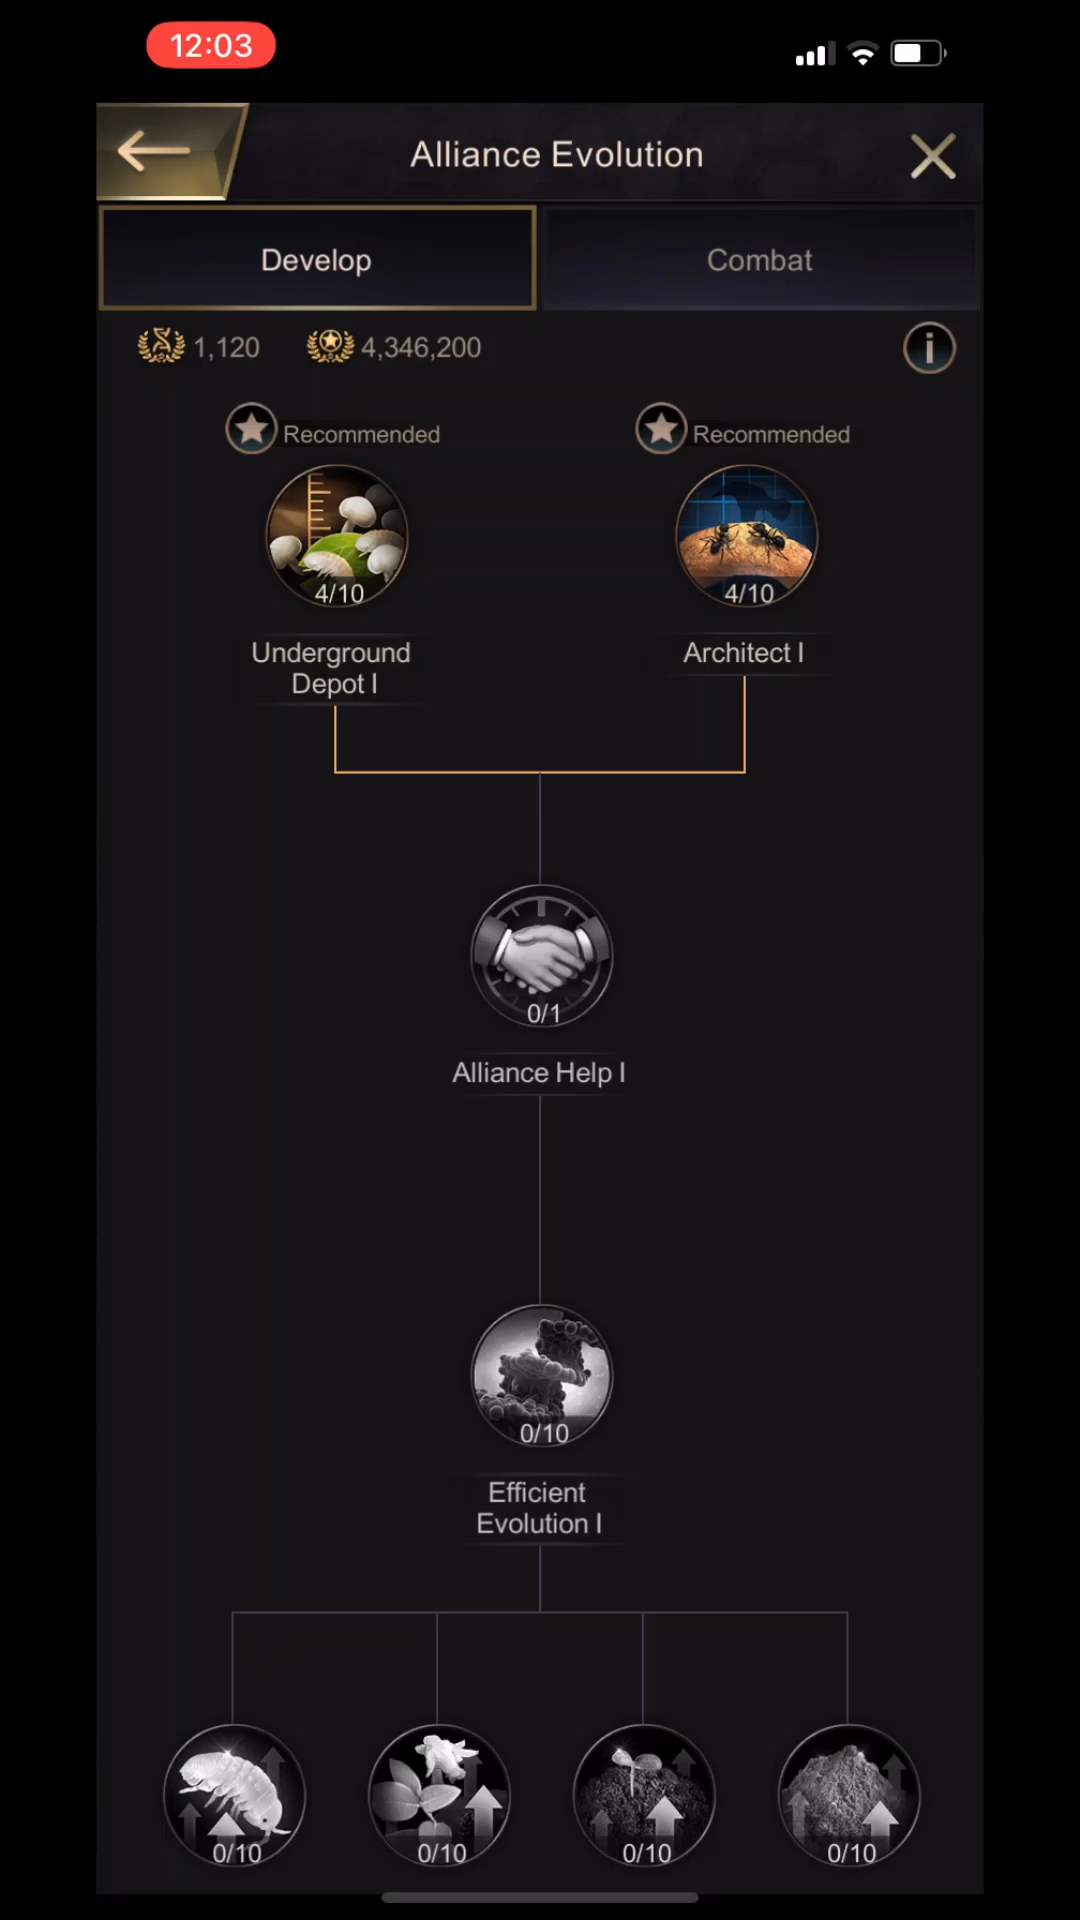 12:03
Alliance Evolution
Develop
Combat
1,120
4,346,200
i
Recommended
Recommended
4/10
4/10
Underground
Depot I
Architect I
0/1
Alliance Help I
0/10
Efficient
Evolution I
0/10
0/10
0/10
0/10